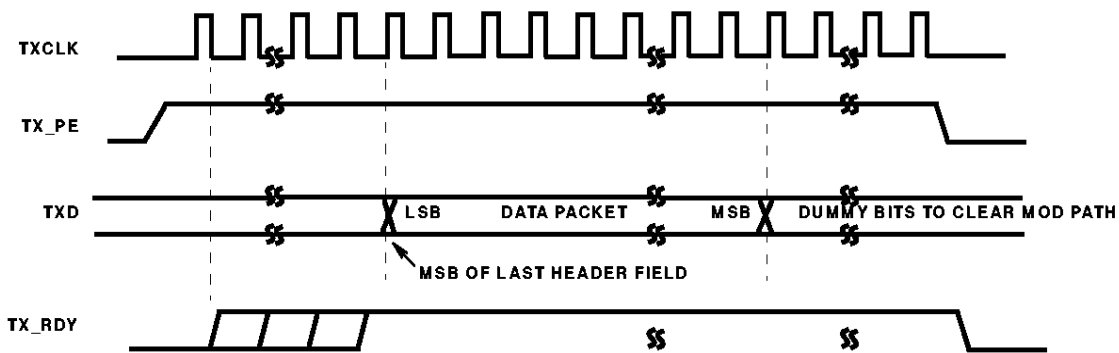 TXCLK
TX_PE
TXD
LSB DATA PACKET MSB DUMMY BITS TO CLEAR MOD PATH
MSB OF LAST HEADER FIELD
TX_RDY